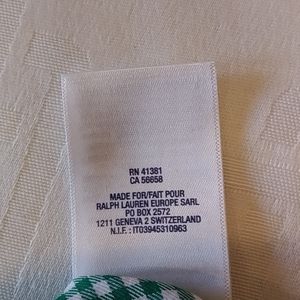 RN 41381
CA 56658
MADE FOR/FAIT POUR
RALPH LAUREN EUROPE SARL
PO BOX 2572
1211 GENEVA 2 SWITZERLAND
N.I.F. : IT03945310963